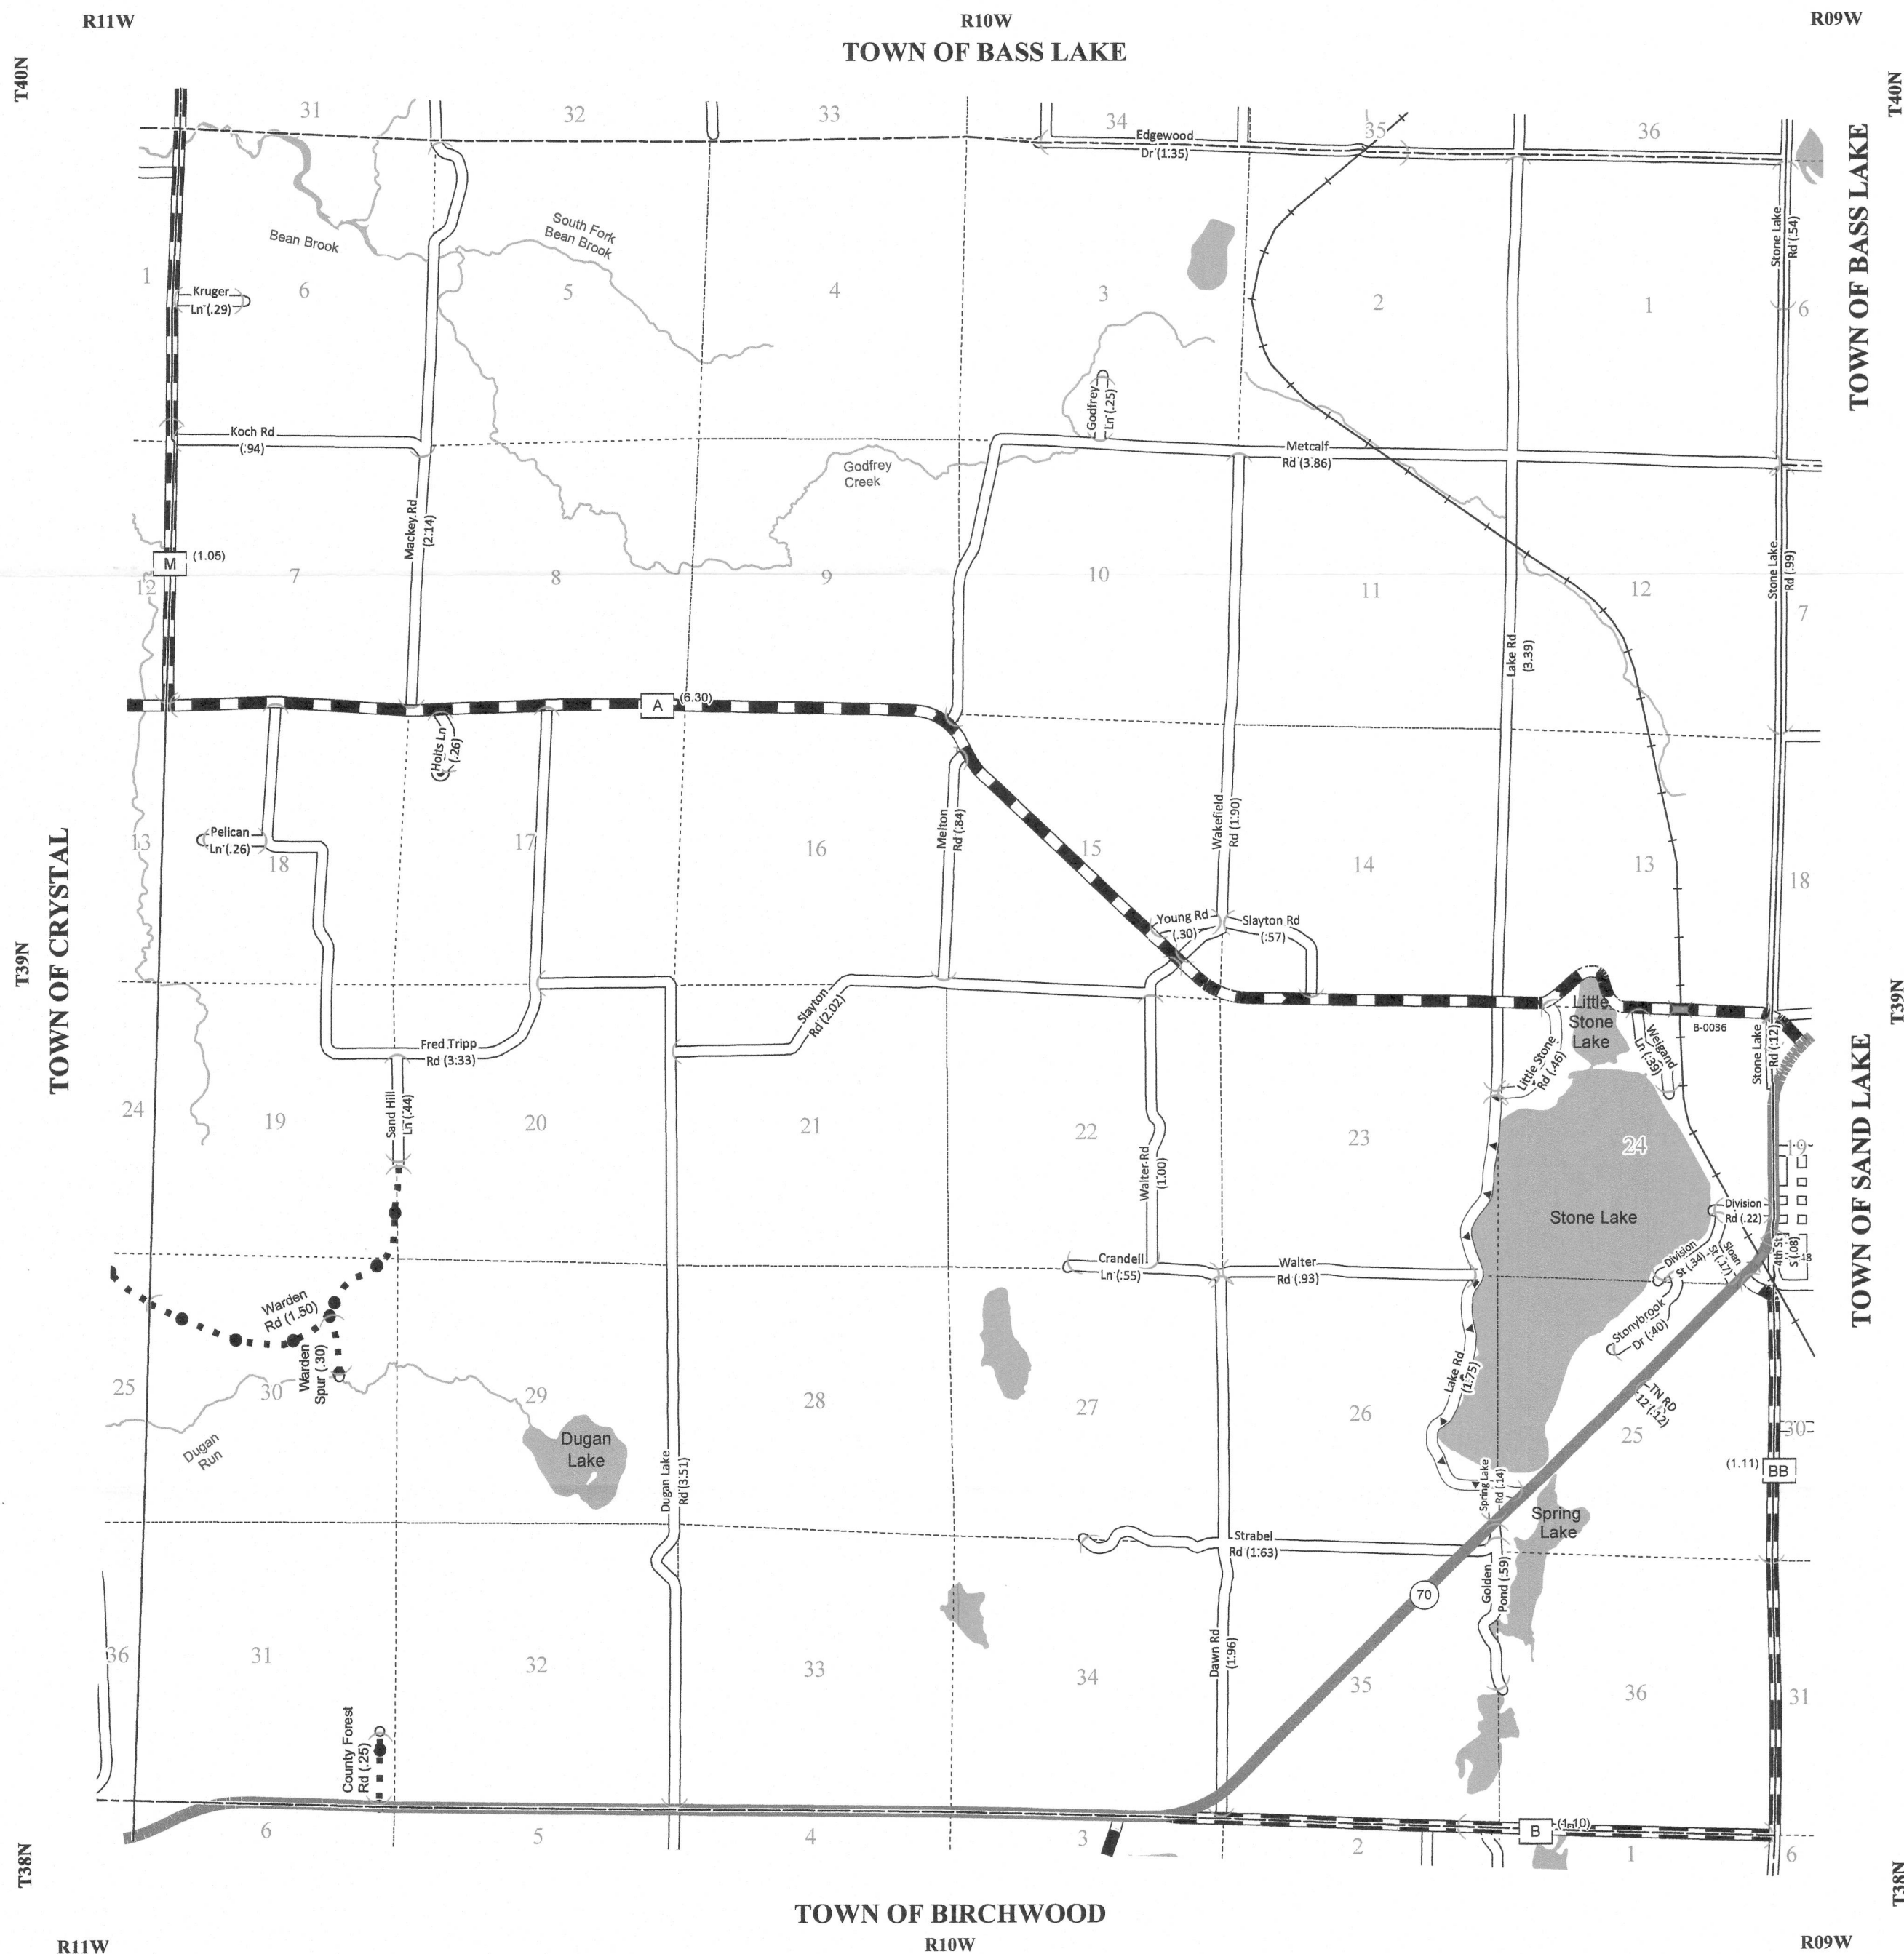 R11W
R10W
R09W
TOWN OF BASS LAKE
T40N
T40N
31
32
33
34
35
36
Edgewood
Dr (1.35)
TOWN OF BASS LAKE
Stone Lake
Rd (.54)
South Fork
Bean Brook
Bean Brook
1
6
5
4
3
2
1
6
Kruger
Ln (.29)
Godfrey
Ln (.25)
Koch Rd
(.94)
Metcalf
Rd (3.86)
Godfrey
Creek
Mackey Rd
(2.14)
M
(1.05)
Stone Lake
Rd (.99)
12
7
8
9
10
11
12
7
Lake Rd
(3.39)
A
(6.30)
Holts Ln
(.26)
Pelican
Ln (.26)
Melton
Rd (.84)
Wakefield
Rd (1.90)
13
18
17
16
15
14
13
18
Young Rd
(.30)
Slayton Rd
(.57)
TOWN OF CRYSTAL
T39N
T39N
Slayton
Rd (2.02)
Little
Stone
Lake
B-0036
Weigand
Ln (.39)
Little Stone
Rd (.46)
Stone Lake
Rd (.12)
Fred Tripp
Rd (3.33)
Sand Hill
Ln (.44)
24
19
20
21
22
23
24
19
Walter Rd
(1.00)
Stone Lake
Division
Rd (.22)
TOWN OF SAND LAKE
Crandell
Ln (.55)
Walter
Rd (.93)
Division
St (.34)
Sloan
St (.17)
4th St
S (.08)
48
Warden
Rd (1.50)
Warden
Spur (.30)
Stonybrook
Dr (.40)
Lake Rd
(1.75)
TN RD
12 (.12)
25
30
29
28
27
26
25
30
Dugan
Run
Dugan
Lake
Dugan Lake
Rd (3.51)
(1.11)
BB
Spring Lake
Rd (.14)
Spring
Lake
Strabel
Rd (1.63)
70
Golden
Pond (.59)
Dawn Rd
(1.96)
36
31
32
33
34
35
36
31
County Forest
Rd (.25)
B
(1.10)
6
5
4
3
2
1
6
T38N
T38N
TOWN OF BIRCHWOOD
R11W
R10W
R09W